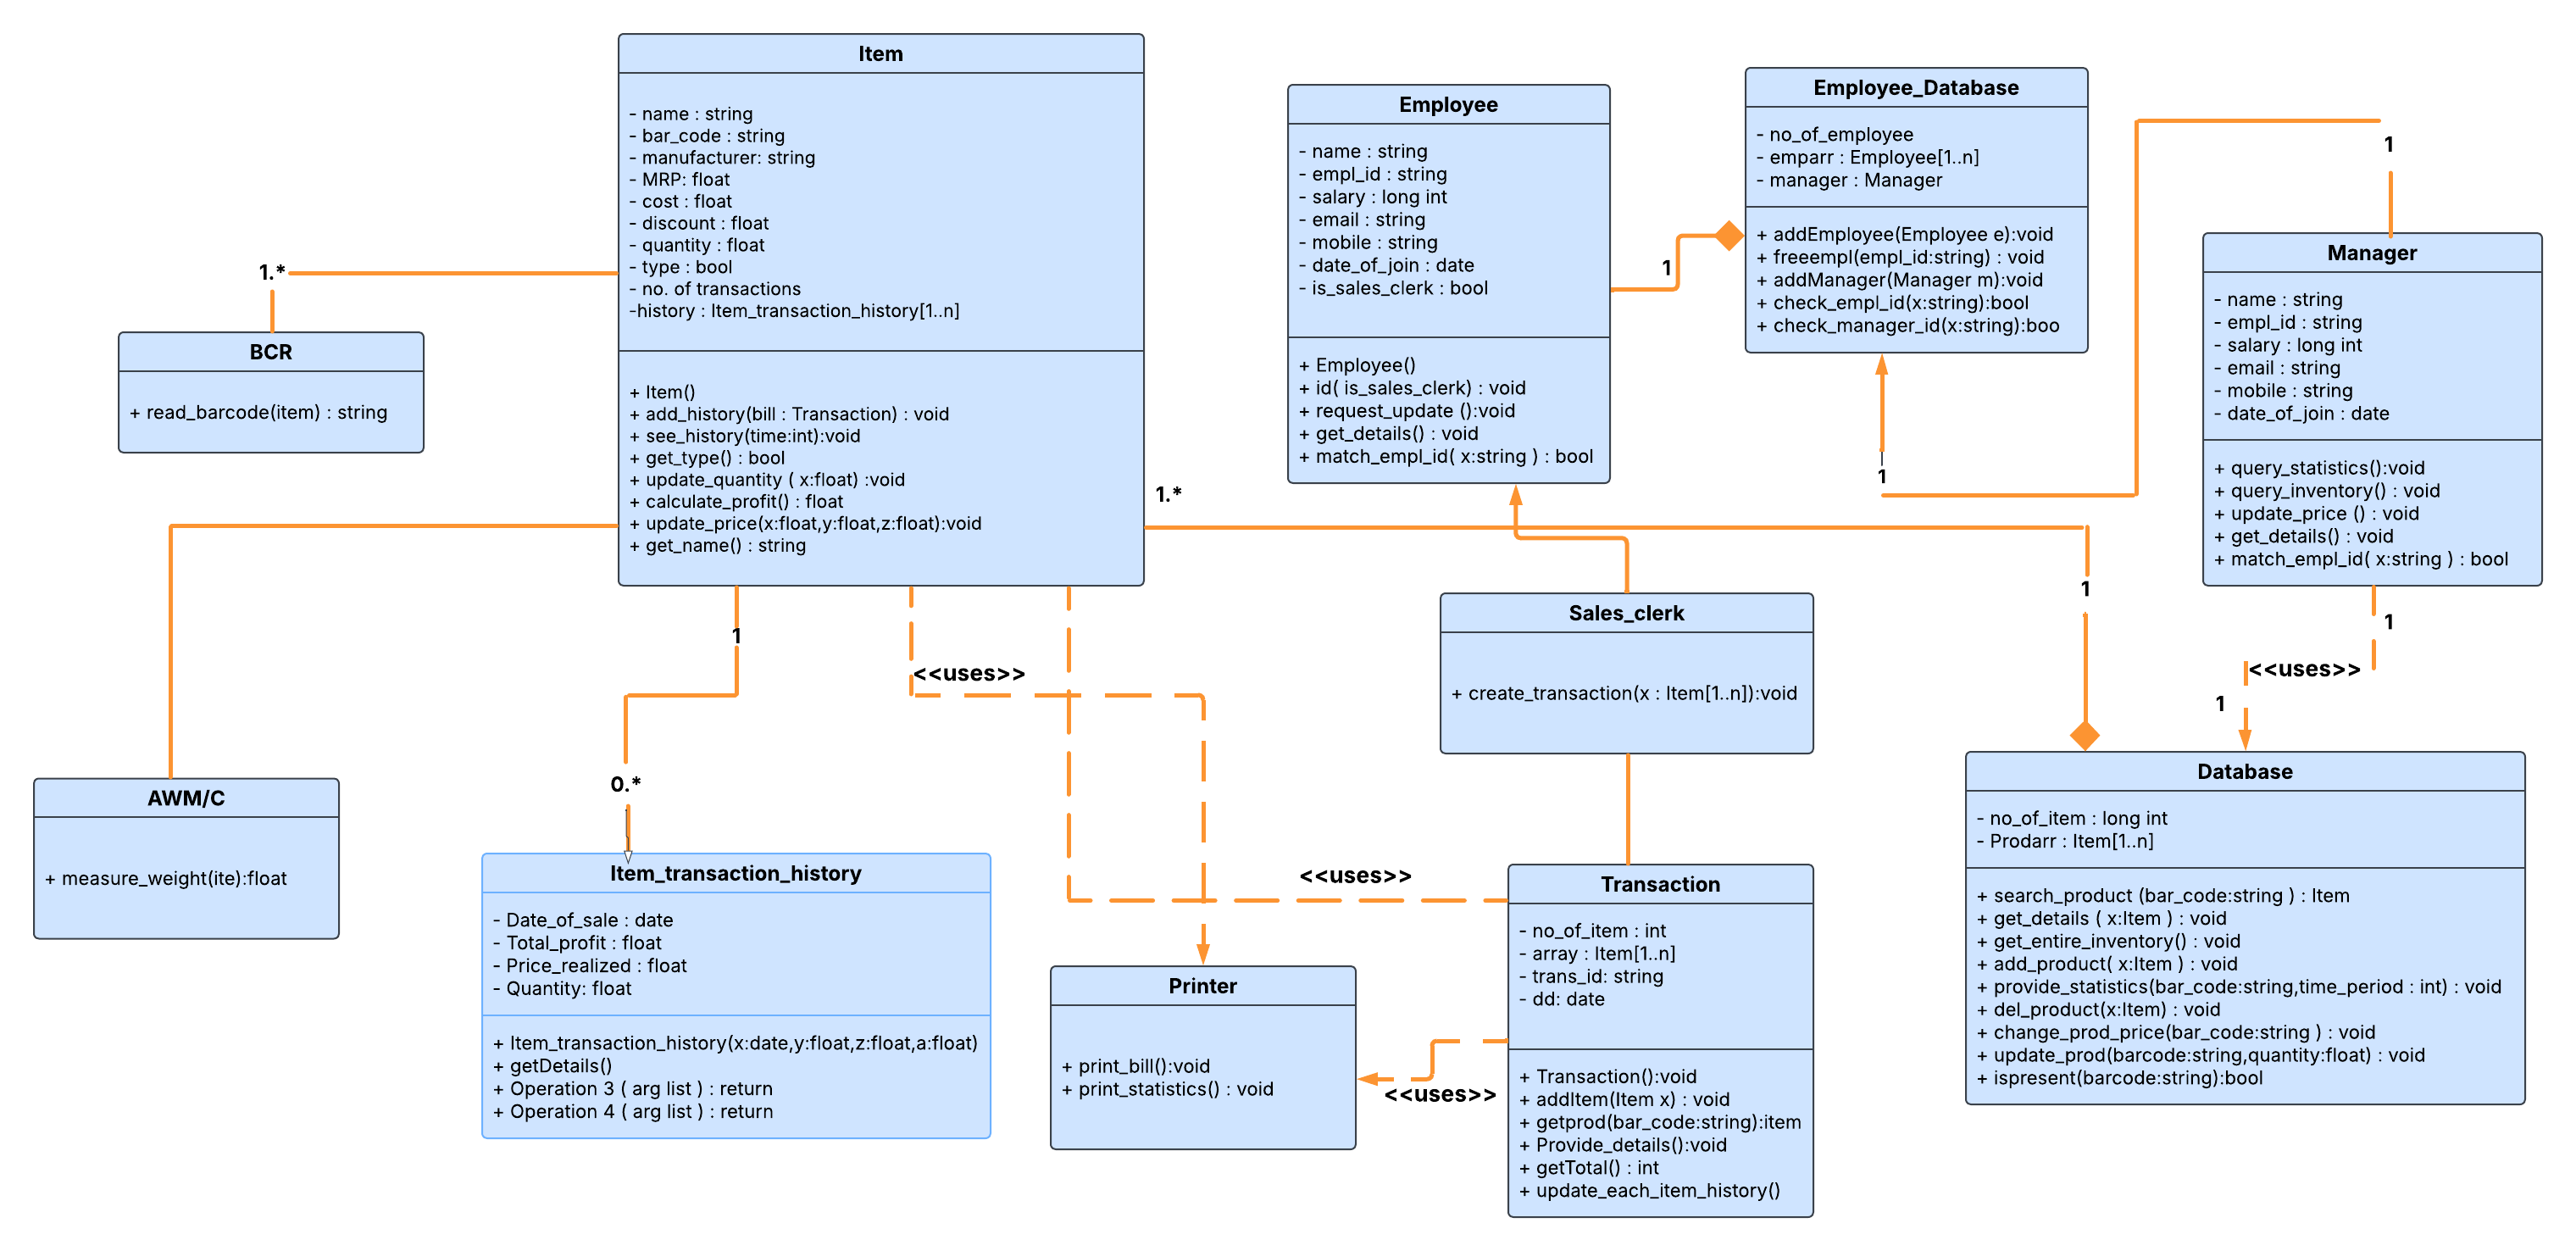 Item
- name : string
- bar_code : string
- manufacturer: string
- MRP: float
- cost : float
- discount : float
- quantity : float
- type : bool
- no. of transactions
-history : Item_transaction_history[1..n]
+ Item()
+ add_history(bill : Transaction) : void
+ see_history(time:int):void
+ get_type() : bool
+ update_quantity ( x:float) :void
+ calculate_profit() : float
+ update_price(x:float,y:float,z:float):void
+ get_name() : string
Employee
- name : string
- empl_id : string
- salary : long int
- email : string
- mobile : string
- date_of_join : date
- is_sales_clerk : bool
+ Employee()
+ id( is_sales_clerk) : void
+ request_update ():void
+ get_details() : void
+ match_empl_id( x:string ) : bool
1
Employee_Database
- no_of_employee
- emparr : Employee[1..n]
- manager : Manager
+ addEmployee(Employee e):void
+ freeempl(empl_id:string) : void
+ addManager(Manager m):void
+ check_empl_id(x:string):bool
+ check_manager_id(x:string):boo
1
1
Manager
- name : string
- empl_id : string
- salary : long int
- email : string
- mobile : string
- date_of_join : date
+ query_statistics():void
+ query_inventory() : void
+ update_price () : void
+ get_details() : void
+ match_empl_id( x:string ) : bool
1.*
BCR
+ read_barcode(item) : string
1.*
1
1
<<uses>>
1
1
<<uses>>
Sales_clerk
+ create_transaction(x : Item[1..n]):void
AWM/C
+ measure_weight(ite):float
0.*
Item_transaction_history
- Date_of_sale : date
- Total_profit : float
- Price_realized : float
- Quantity: float
+ Item_transaction_history(x:date,y:float,z:float,a:float)
+ getDetails()
+ Operation 3 ( arg list ) : return
+ Operation 4 ( arg list ) : return
<<uses>>
Printer
+ print_bill():void
+ print_statistics() : void
<<uses>>
Transaction
- no_of_item : int
- array : Item[1..n]
- trans_id: string
- dd: date
+ Transaction():void
+ addItem(Item x) : void
+ getprod(bar_code:string):item
+ Provide_details():void
+ getTotal() : int
+ update_each_item_history()
Database
- no_of_item : long int
- Prodarr : Item[1..n]
+ search_product (bar_code:string ) : Item
+ get_details ( x:Item ) : void
+ get_entire_inventory() : void
+ add_product( x:Item ) : void
+ provide_statistics(bar_code:string,time_period : int) : void
+ del_product(x:Item) : void
+ change_prod_price(bar_code:string ) : void
+ update_prod(barcode:string,quantity:float) : void
+ ispresent(barcode:string):bool